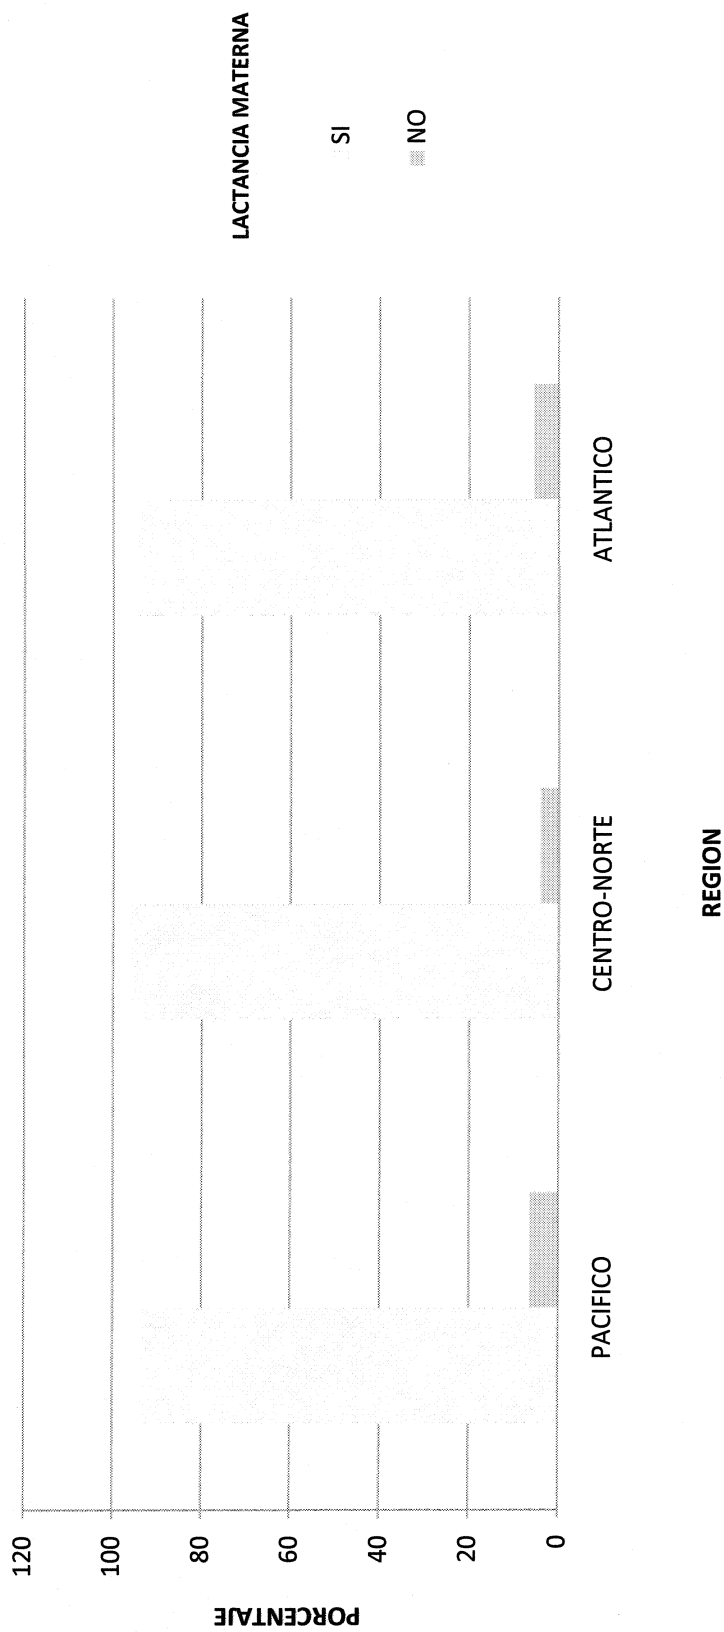 LACTANCIA MATERNA
SI
NO
PORCENTAJE
120
100
80
60
40
20
0
PACIFICO
CENTRO-NORTE
ATLANTICO
REGION